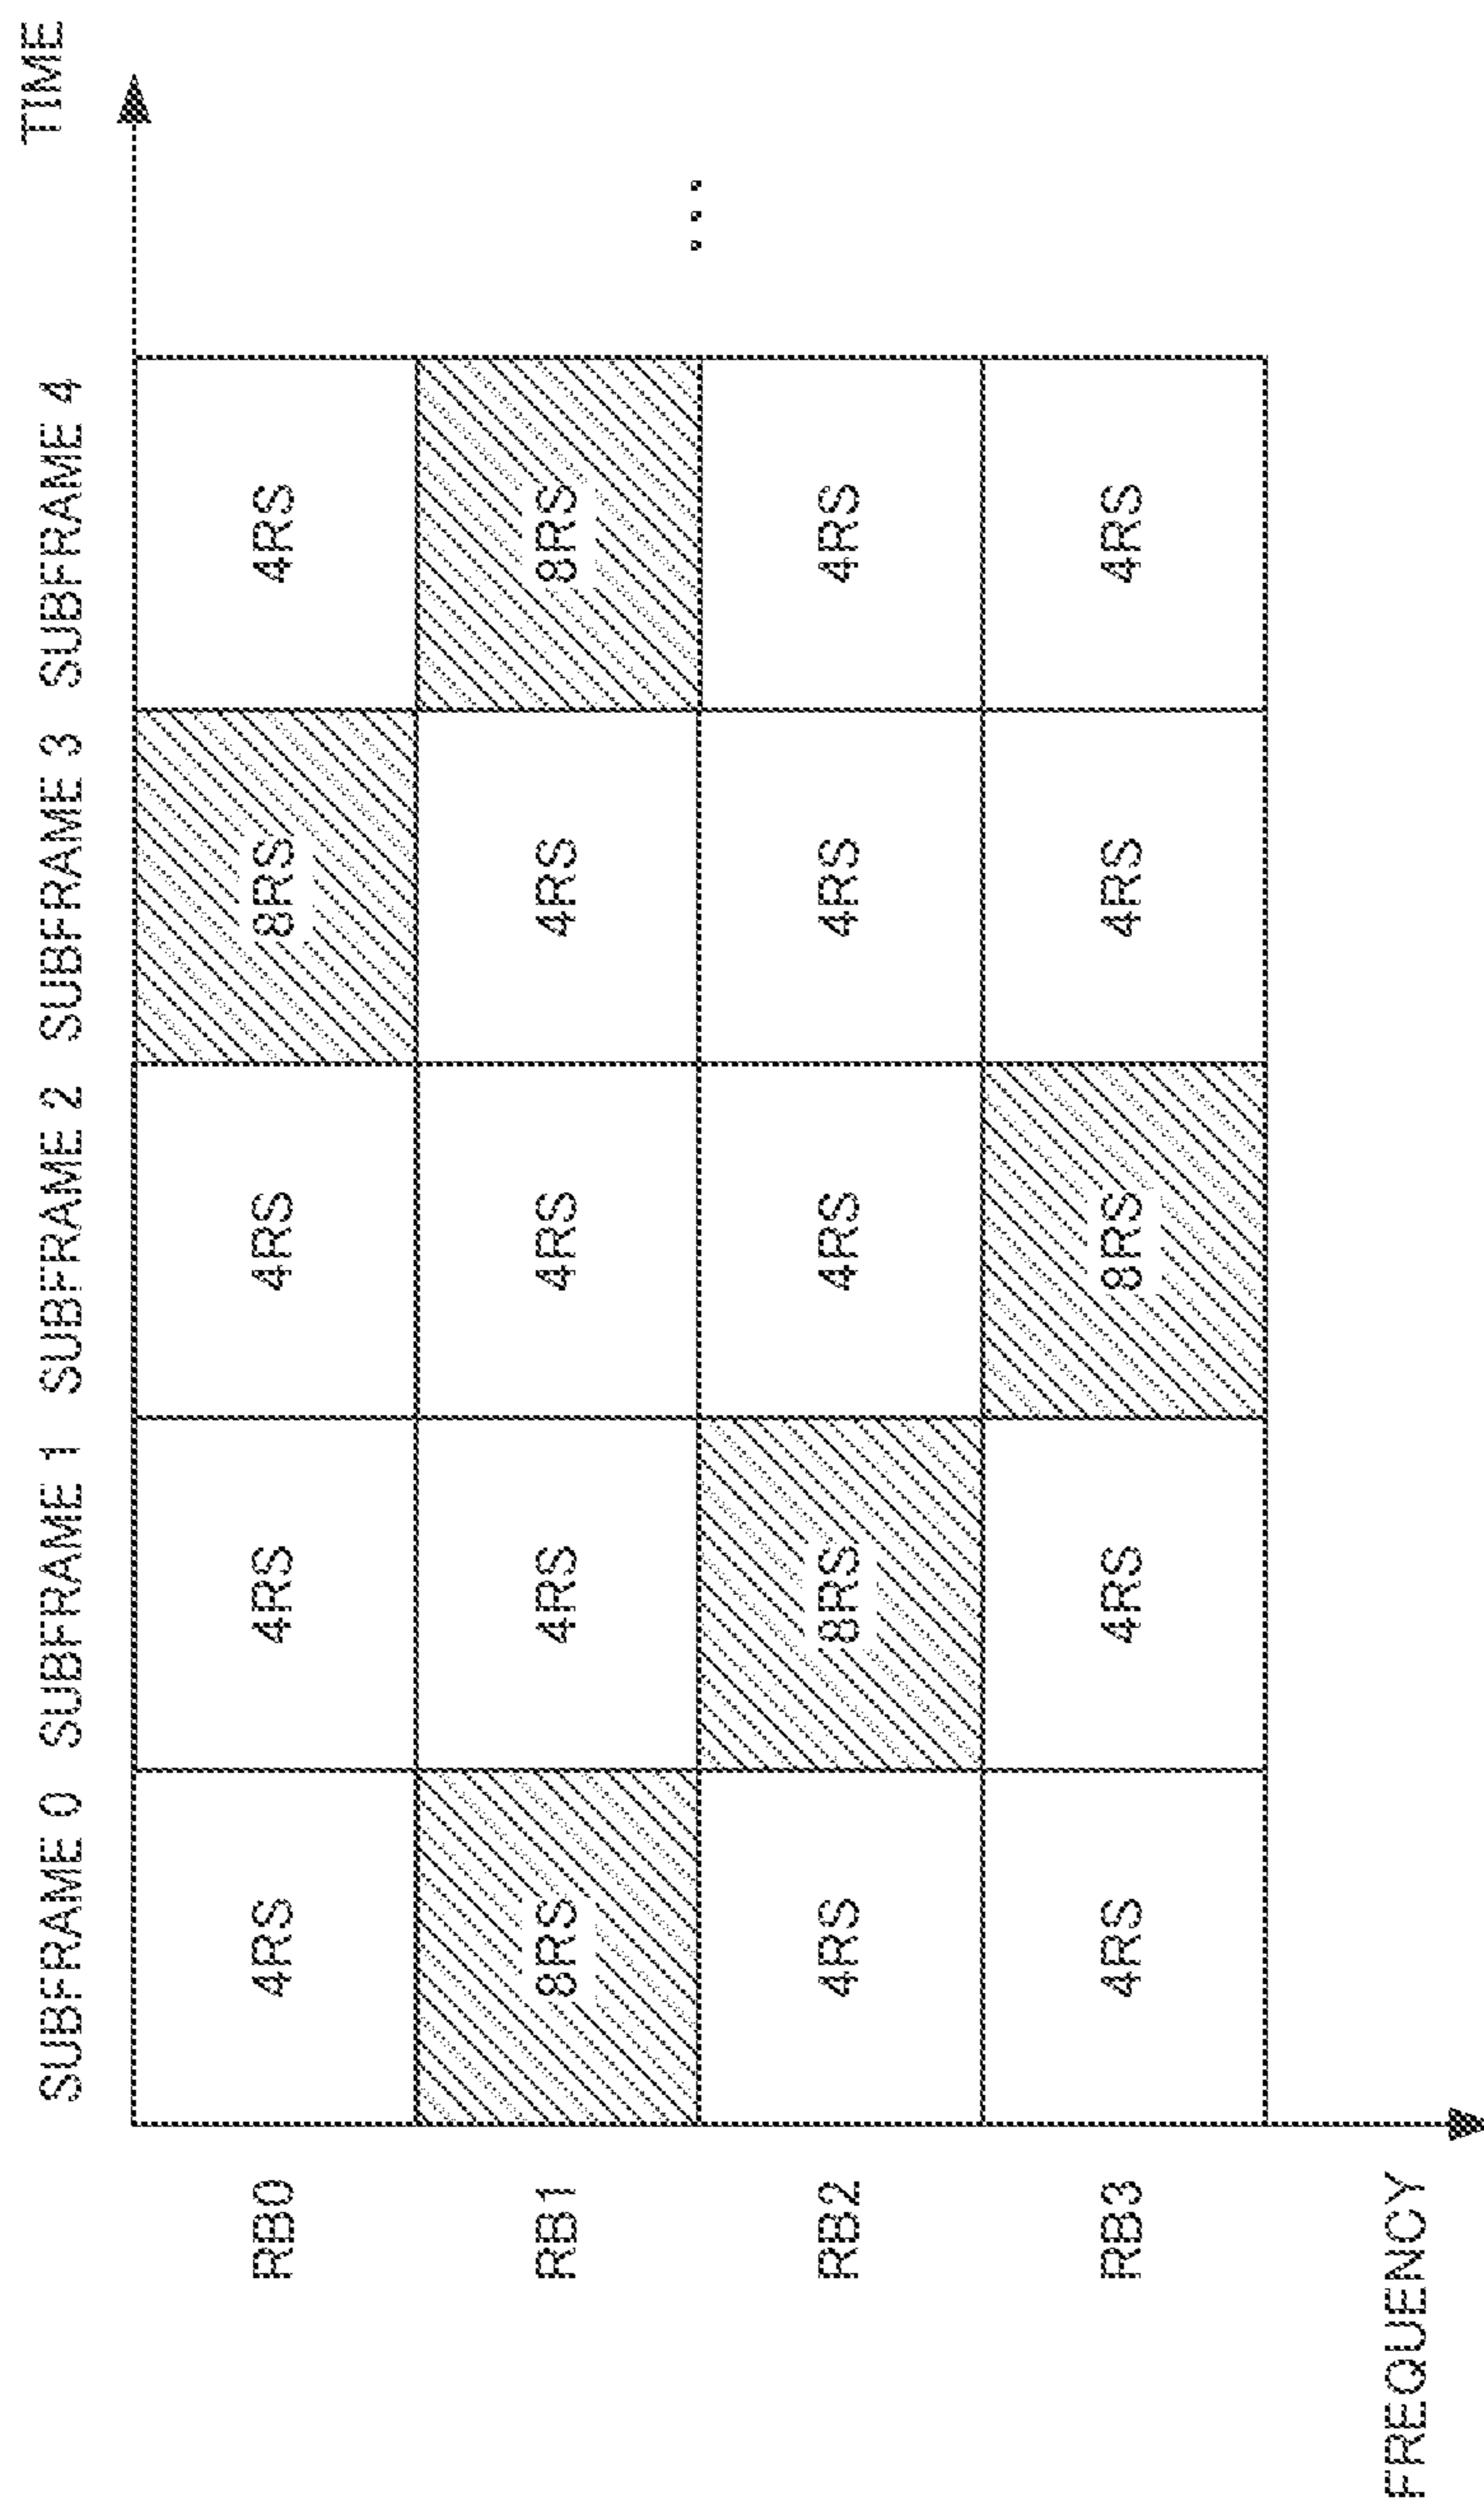 TIME
SUBFRAME 0 SUBFRAME 1 SUBFRAME 2 SUBFRAME 3 SUBFRAME 4
RB0 4RS 4RS 4RS 8RS 4RS
RB1 8RS 4RS 4RS 4RS 8RS
...
RB2 4RS 8RS 4RS 4RS 4RS
RB3 4RS 4RS 8RS 4RS 4RS
FREQUENCY